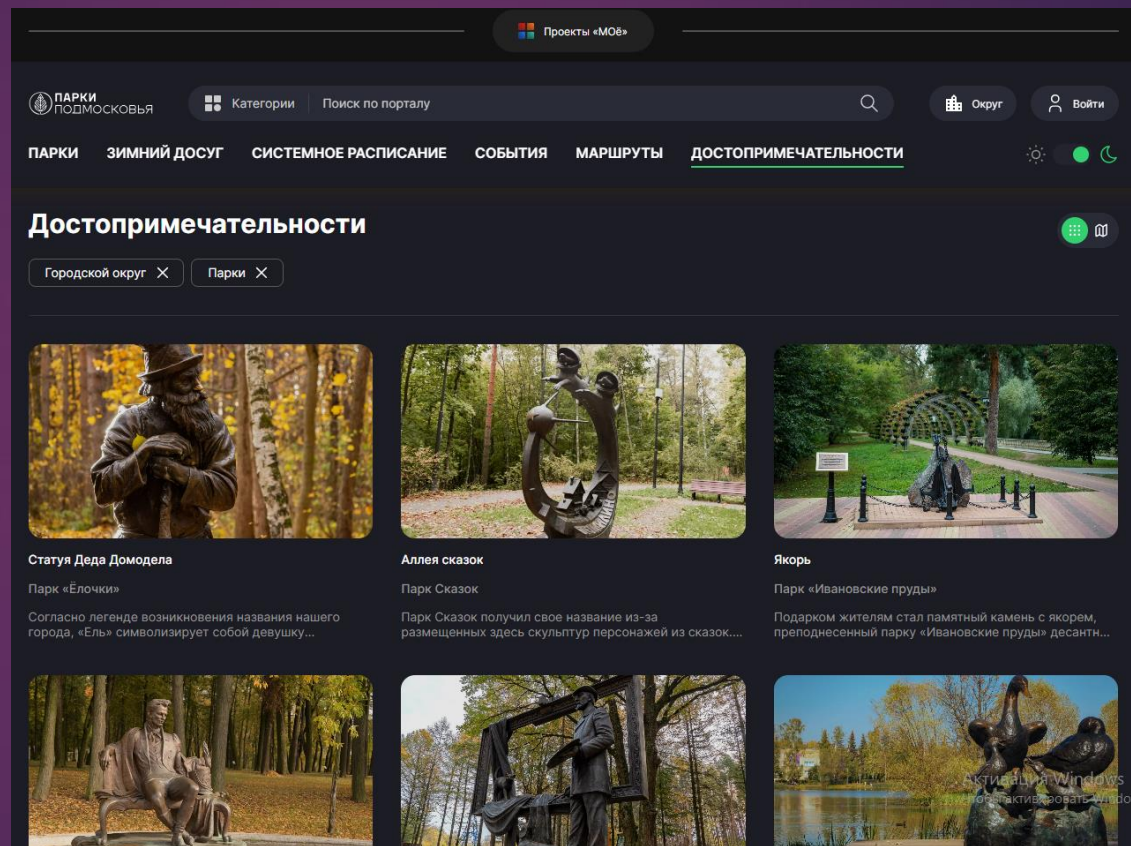 Проекты «МОё»
ПАРКИ
ПОДМОСКОВЬЯ
Категории
Поиск по порталу
Округ
Войти
ПАРКИ
ЗИМНИЙ ДОСУГ
СИСТЕМНОЕ РАСПИСАНИЕ
СОБЫТИЯ
МАРШРУТЫ
ДОСТОПРИМЕЧАТЕЛЬНОСТИ
Достопримечательности
Городской округ
Парки
Статуя Деда Домодела
Парк «Ёлочки»
Согласно легенде возникновения названия нашего
города, «Ель» символизирует собой девушку...
Аллея сказок
Парк Сказок
Парк Сказок получил свое название из-за
размещенных здесь скульптур персонажей из сказок....
Якорь
Парк «Ивановские пруды»
Подарком жителям стал памятный камень с якорем,
преподнесенный парку «Ивановские пруды» десантн...
Активация Windows
Чтобы активировать Windo